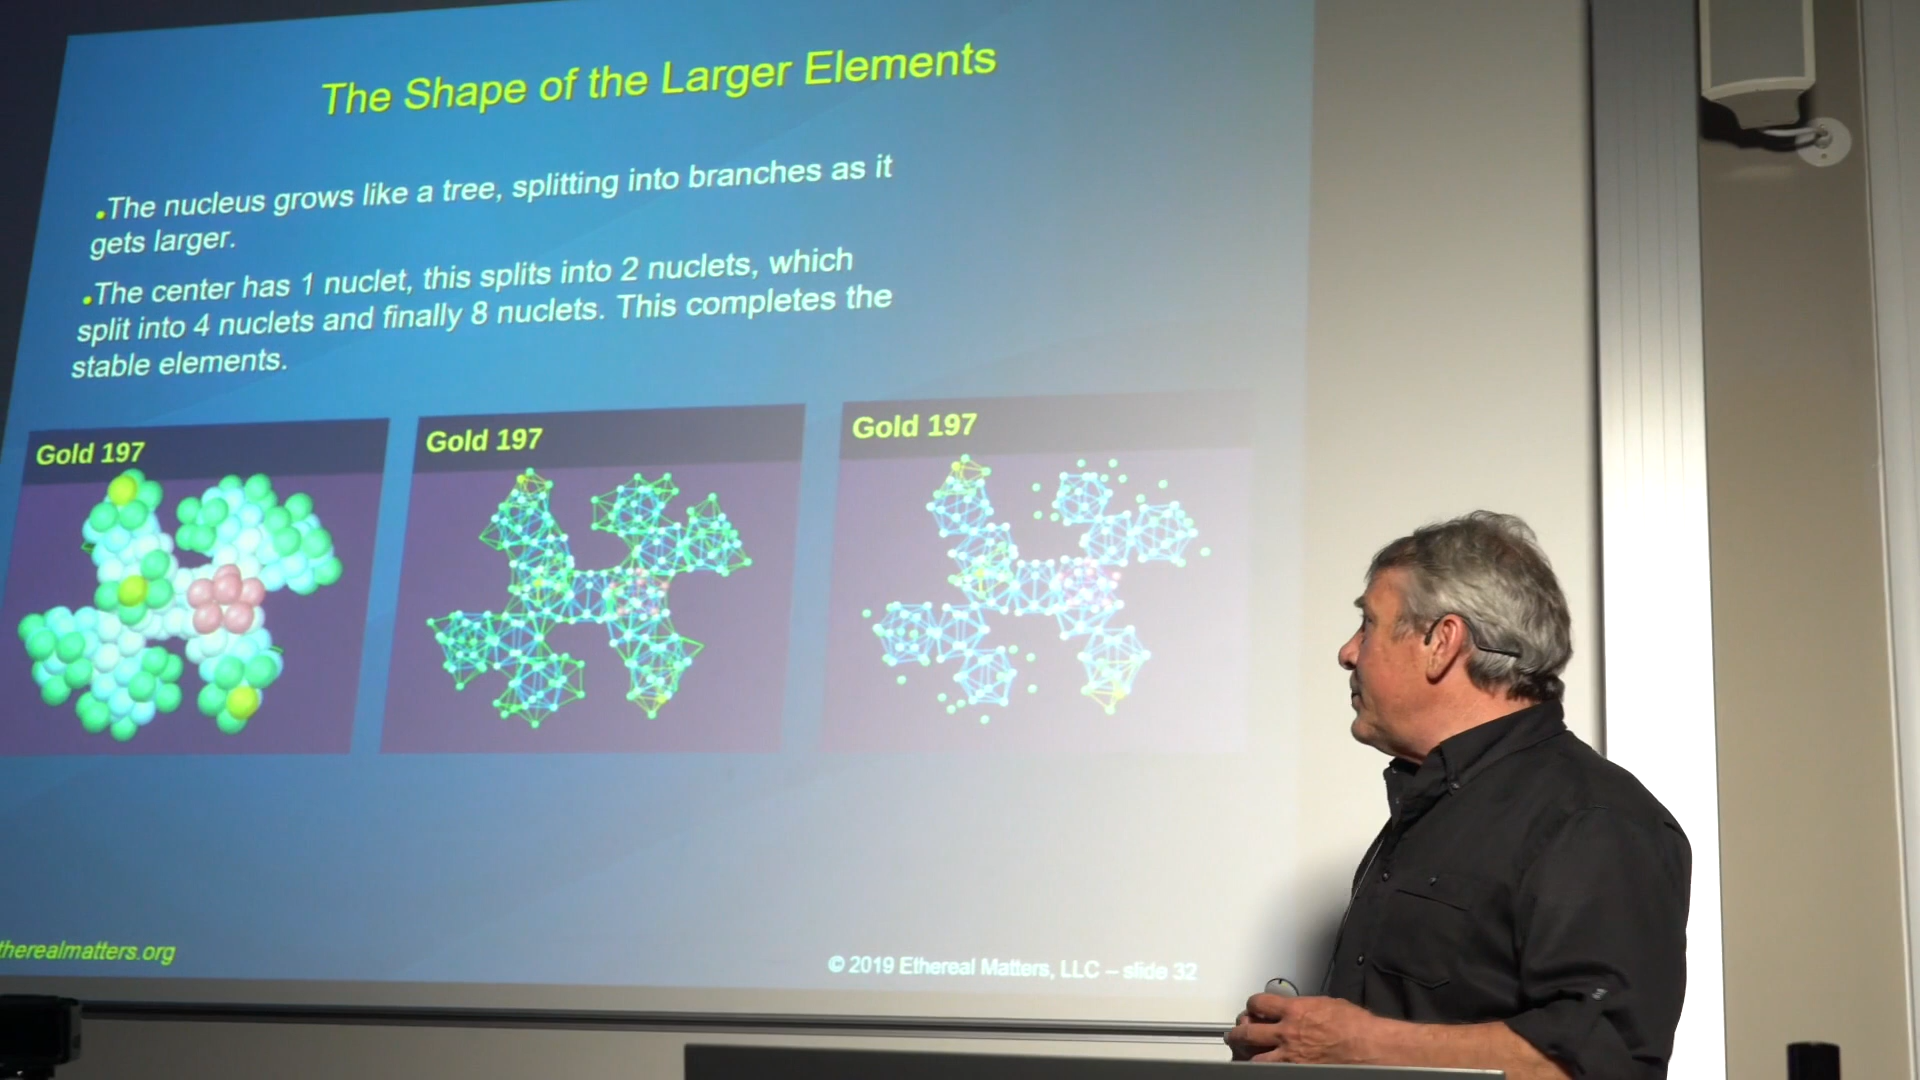 The Shape of the Larger Elements
•The nucleus grows like a tree, splitting into branches as it
gets larger.
•The center has 1 nuclet, this splits into 2 nuclets, which
split into 4 nuclets and finally 8 nuclets. This completes the
stable elements.
Gold 197
Gold 197
Gold 197
therealmatters.org
© 2019 Ethereal Matters, LLC – slide 32